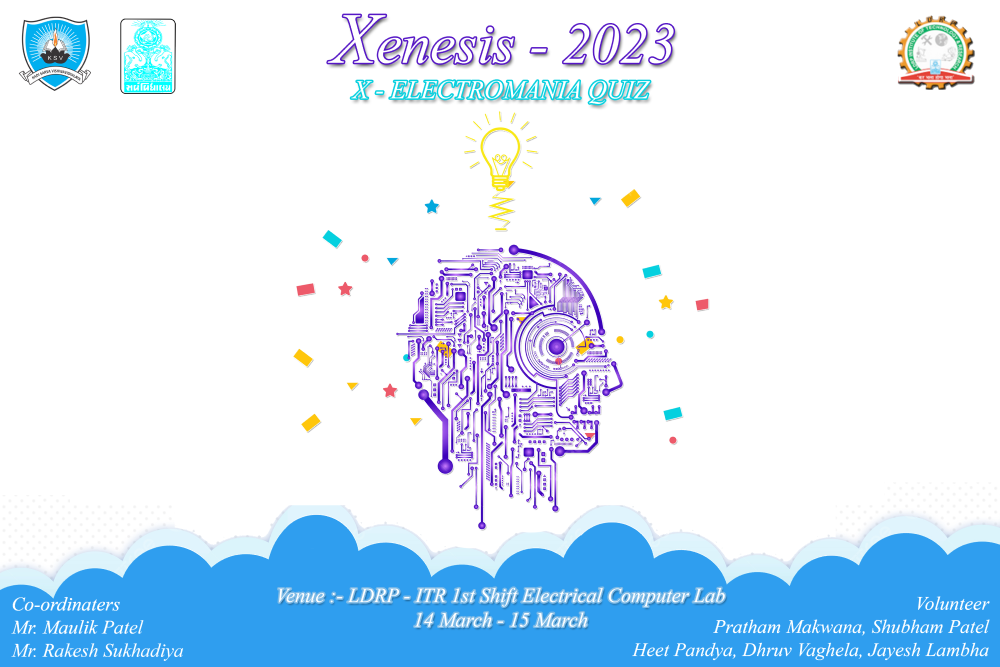 Xenesis - 2023
X - ELECTROMANIA QUIZ
KSV
Venue :- LDRP - ITR 1st Shift Electrical Computer Lab
14 March - 15 March
Co-ordinaters
Mr. Maulik Patel
Mr. Rakesh Sukhadiya
Volunteer
Pratham Makwana, Shubham Patel
Heet Pandya, Dhruv Vaghela, Jayesh Lambha